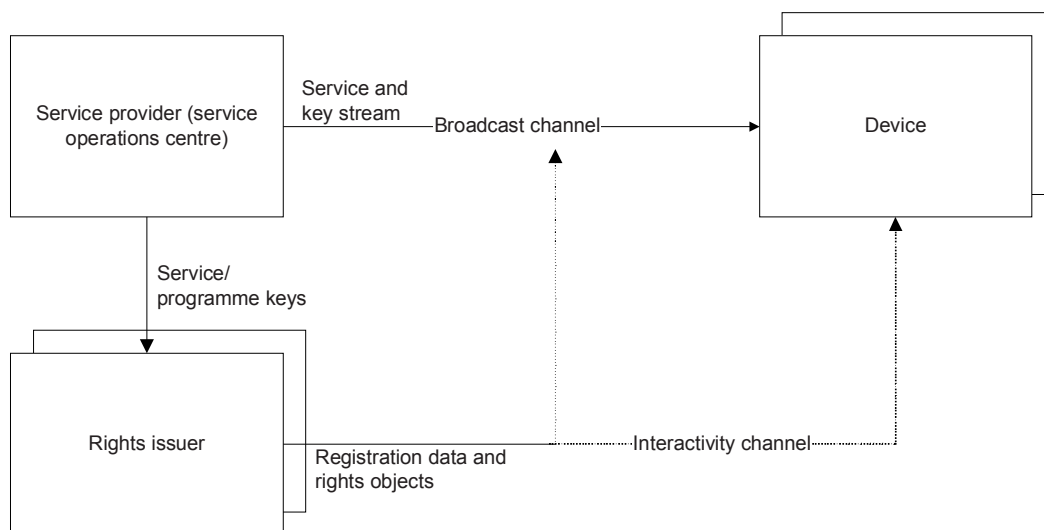 Service provider (service
operations centre)
Service and
key stream
Broadcast channel
Device
Service/
programme keys
Rights issuer
Registration data and
rights objects
Interactivity channel